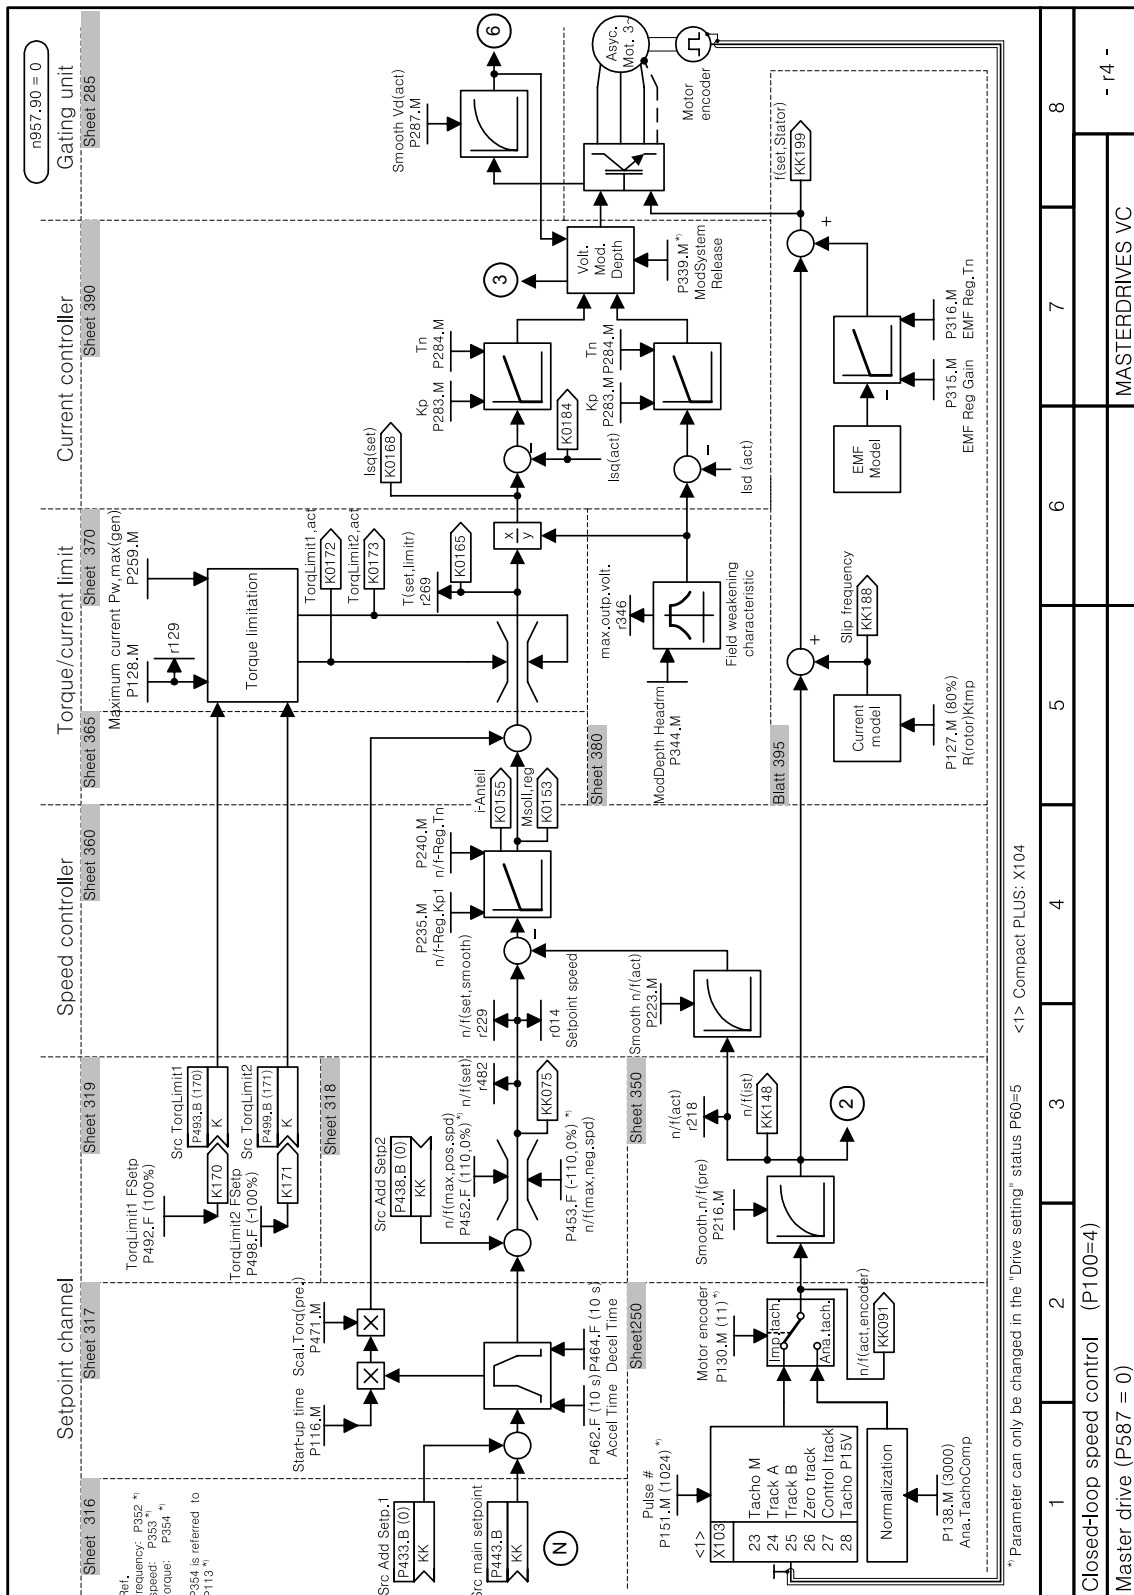 n957.90 = 0
Setpoint channel
Speed controller
Torque/current limit
Current controller
Gating unit
Sheet 316
Sheet 317
Sheet 319
Sheet 360
Sheet 365
Sheet 370
Sheet 390
Sheet 285
Ref.
frequency: P352 *)
speed: P353 *)
torque: P354 *)
P354 is referred to
P113 *)
Src Add Setp.1
P433.B (0)
KK
Src main setpoint
P443.B
KK
N
Start-up time
P116.M
Scal.Torq(pre.)
P471.M
P462.F (10 s)
Accel Time
P464.F (10 s)
Decel Time
TorqLimit1 FSetp
P492.F (100%)
K170
Src TorqLimit1
P493.B (170)
K
TorqLimit2 FSetp
P498.F (-100%)
K171
Src TorqLimit2
P499.B (171)
K
Sheet 318
Src Add Setp2
P438.B (0)
KK
n/f(max,pos.spd)
P452.F (110,0%) *)
P453.F (-110,0%) *)
n/f(max,neg.spd)
n/f(set)
r482
KK075
n/f(set,smooth)
r229
r014
Setpoint speed
P235.M
n/f-Reg.Kp1
P240.M
n/f-Reg.Tn
i-Anteil
K0155
Msoll,reg
K0153
Maximum current
P128.M
r129
Pw,max(gen)
P259.M
Torque limitation
TorqLimit1,act
K0172
TorqLimit2,act
K0173
T(set,limitr)
r269
K0165
x
y
Isq(set)
K0168
Kp
P283.M
Tn
P284.M
K0184
Isq(act)
Kp
P283.M
Tn
P284.M
Isd (act)
3
Volt.
Mod.
Depth
P339.M *)
ModSystem
Release
Smooth Vd(act)
P287.M
6
Asyc.
Mot. 3~
Motor
encoder
Sheet 380
ModDepth Headrm
P344.M
max.outp.volt.
r346
Field weakening
characteristic
Sheet250
Pulse #
P151.M (1024) *)
<1>
X103
23 Tacho M
24 Track A
25 Track B
26 Zero track
27 Control track
28 Tacho P15V
Normalization
P138.M (3000)
Ana.TachoComp
Motor encoder
P130.M (11) *)
Imp.tach.
Ana.tach.
n/f(act,encoder)
KK091
Sheet 350
Smooth.n/f(pre)
P216.M
n/f(act)
r218
n/f(ist)
KK148
2
Smooth n/f(act)
P223.M
Blatt 395
Current
model
P127.M (80%)
R(rotor)Ktmp
Slip frequency
KK188
+
EMF
Model
P315.M
EMF Reg Gain
P316.M
EMF Reg.Tn
+
f(set,Stator)
KK199
*) Parameter can only be changed in the "Drive setting" status P60=5
<1> Compact PLUS: X104
1 2 3 4 5 6 7 8
Closed-loop speed control (P100=4)
Master drive (P587 = 0)
MASTERDRIVES VC
- r4 -